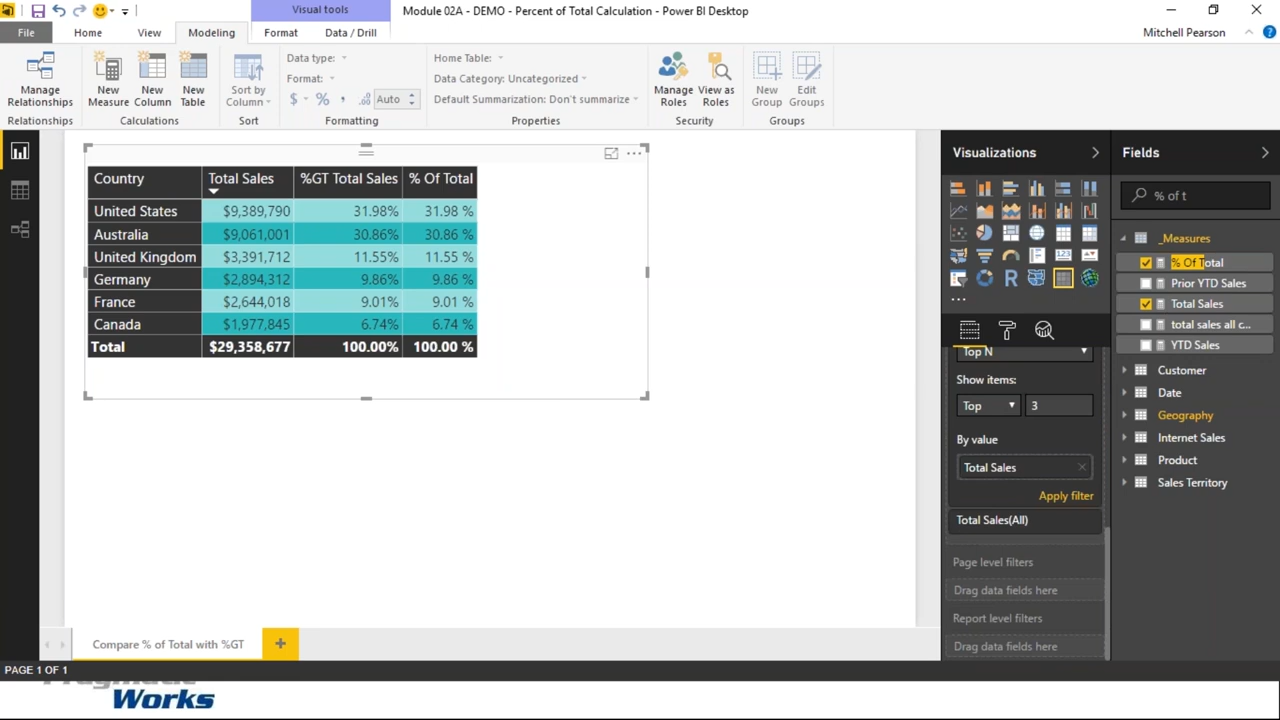 Visual tools
Module 02A - DEMO - Percent of Total Calculation - Power BI Desktop
File Home View Modeling Format Data / Drill
Mitchell Pearson
Manage Relationships
New Measure
New Column
New Table
Sort by Column
Data type:
Format:
$ % , .00 Auto
Home Table:
Data Category: Uncategorized
Default Summarization: Don't summarize
Manage Roles
View as Roles
New Group
Edit Groups
Relationships Calculations Sort Formatting Properties Security Groups
Country Total Sales %GT Total Sales % Of Total
United States $9,389,790 31.98% 31.98 %
Australia $9,061,001 30.86% 30.86 %
United Kingdom $3,391,712 11.55% 11.55 %
Germany $2,894,312 9.86% 9.86 %
France $2,644,018 9.01% 9.01 %
Canada $1,977,845 6.74% 6.74 %
Total $29,358,677 100.00% 100.00 %
Visualizations
R
123
Top N
Show items:
Top 3
By value
Total Sales
Apply filter
Total Sales(All)
Page level filters
Drag data fields here
Report level filters
Drag data fields here
Fields
% of t
_Measures
% Of Total
Prior YTD Sales
Total Sales
total sales all c...
YTD Sales
Customer
Date
Geography
Internet Sales
Product
Sales Territory
Compare % of Total with %GT
PAGE 1 OF 1
Pragmatic
Works